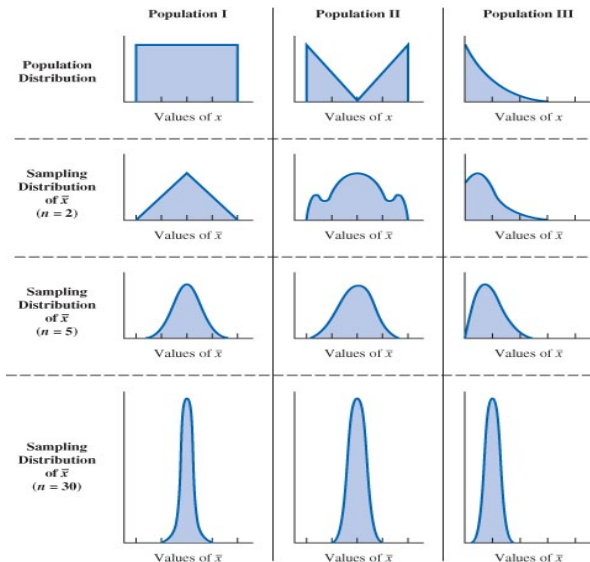 Population I
Population II
Population III
Population
Distribution
Values of x
Values of x
Values of x
Sampling
Distribution
of x̄
(n = 2)
Values of x̄
Values of x̄
Values of x̄
Sampling
Distribution
of x̄
(n = 5)
Values of x̄
Values of x̄
Values of x̄
Sampling
Distribution
of x̄
(n = 30)
Values of x̄
Values of x̄
Values of x̄